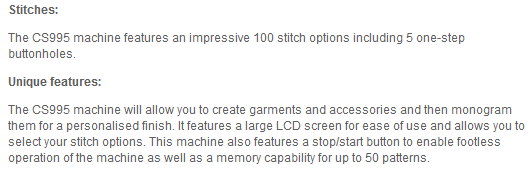 Stitches:
The CS995 machine features an impressive 100 stitch options including 5 one-step
buttonholes.
Unique features:
The CS995 machine will allow you to create garments and accessories and then monogram
them for a personalised finish. It features a large LCD screen for ease of use and allows you to
select your stitch options. This machine also features a stop/start button to enable footless
operation of the machine as well as a memory capability for up to 50 patterns.